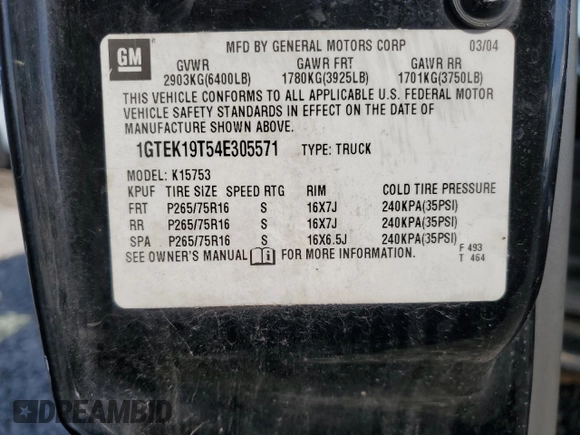 GM
MFD BY GENERAL MOTORS CORP 03/04
GVWR GAWR FRT GAWR RR
2903KG(6400LB) 1780KG(3925LB) 1701KG(3750LB)
THIS VEHICLE CONFORMS TO ALL APPLICABLE U.S. FEDERAL MOTOR
VEHICLE SAFETY STANDARDS IN EFFECT ON THE DATE OF
MANUFACTURE SHOWN ABOVE.
1GTEK19T54E305571 TYPE: TRUCK
MODEL: K15753
KPUF TIRE SIZE SPEED RTG RIM COLD TIRE PRESSURE
FRT P265/75R16 S 16X7J 240KPA(35PSI)
RR P265/75R16 S 16X7J 240KPA(35PSI)
SPA P265/75R16 S 16X6.5J 240KPA(35PSI)
SEE OWNER'S MANUAL FOR MORE INFORMATION. F 493
T 464
DREAMBID